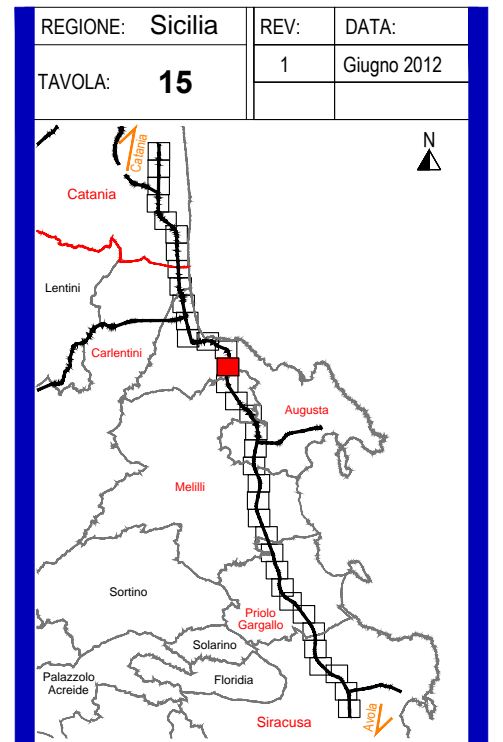 REGIONE: Sicilia
REV:
DATA:
TAVOLA: 15
1
Giugno 2012
Catania
N
Catania
Lentini
Carlentini
Augusta
Melilli
Sortino
Priolo
Gargallo
Solarino
Palazzolo
Acreide
Floridia
Siracusa
Avola